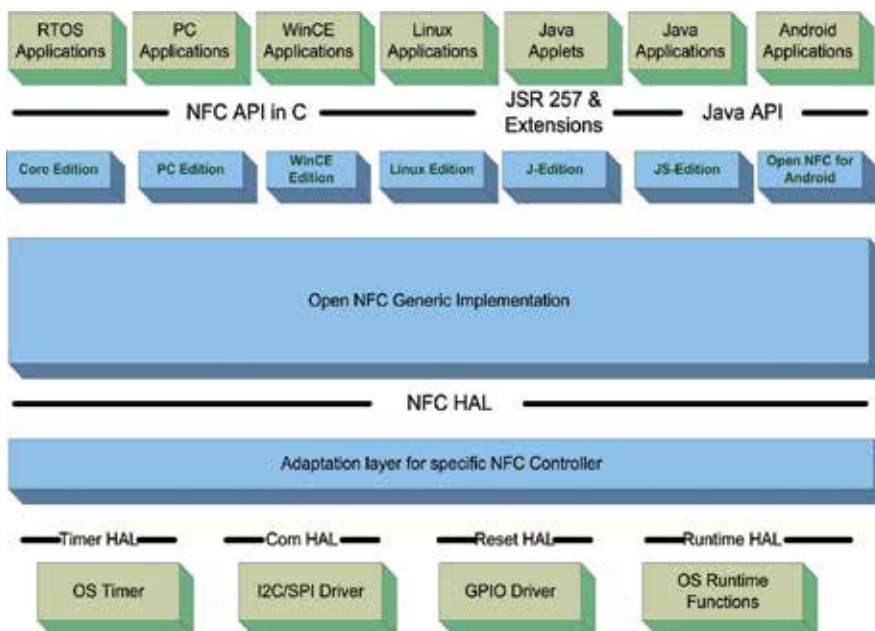 RTOS
Applications
PC
Applications
WinCE
Applications
Linux
Applications
Java
Applets
Java
Applications
Android
Applications
NFC API in C
JSR 257 &
Extensions
Java API
Core Edition
PC Edition
WinCE
Edition
Linux Edition
J-Edition
JS-Edition
Open NFC for
Android
Open NFC Generic Implementation
NFC HAL
Adaptation layer for specific NFC Controller
Timer HAL
Com HAL
Reset HAL
Runtime HAL
OS Timer
I2C/SPI Driver
GPIO Driver
OS Runtime
Functions